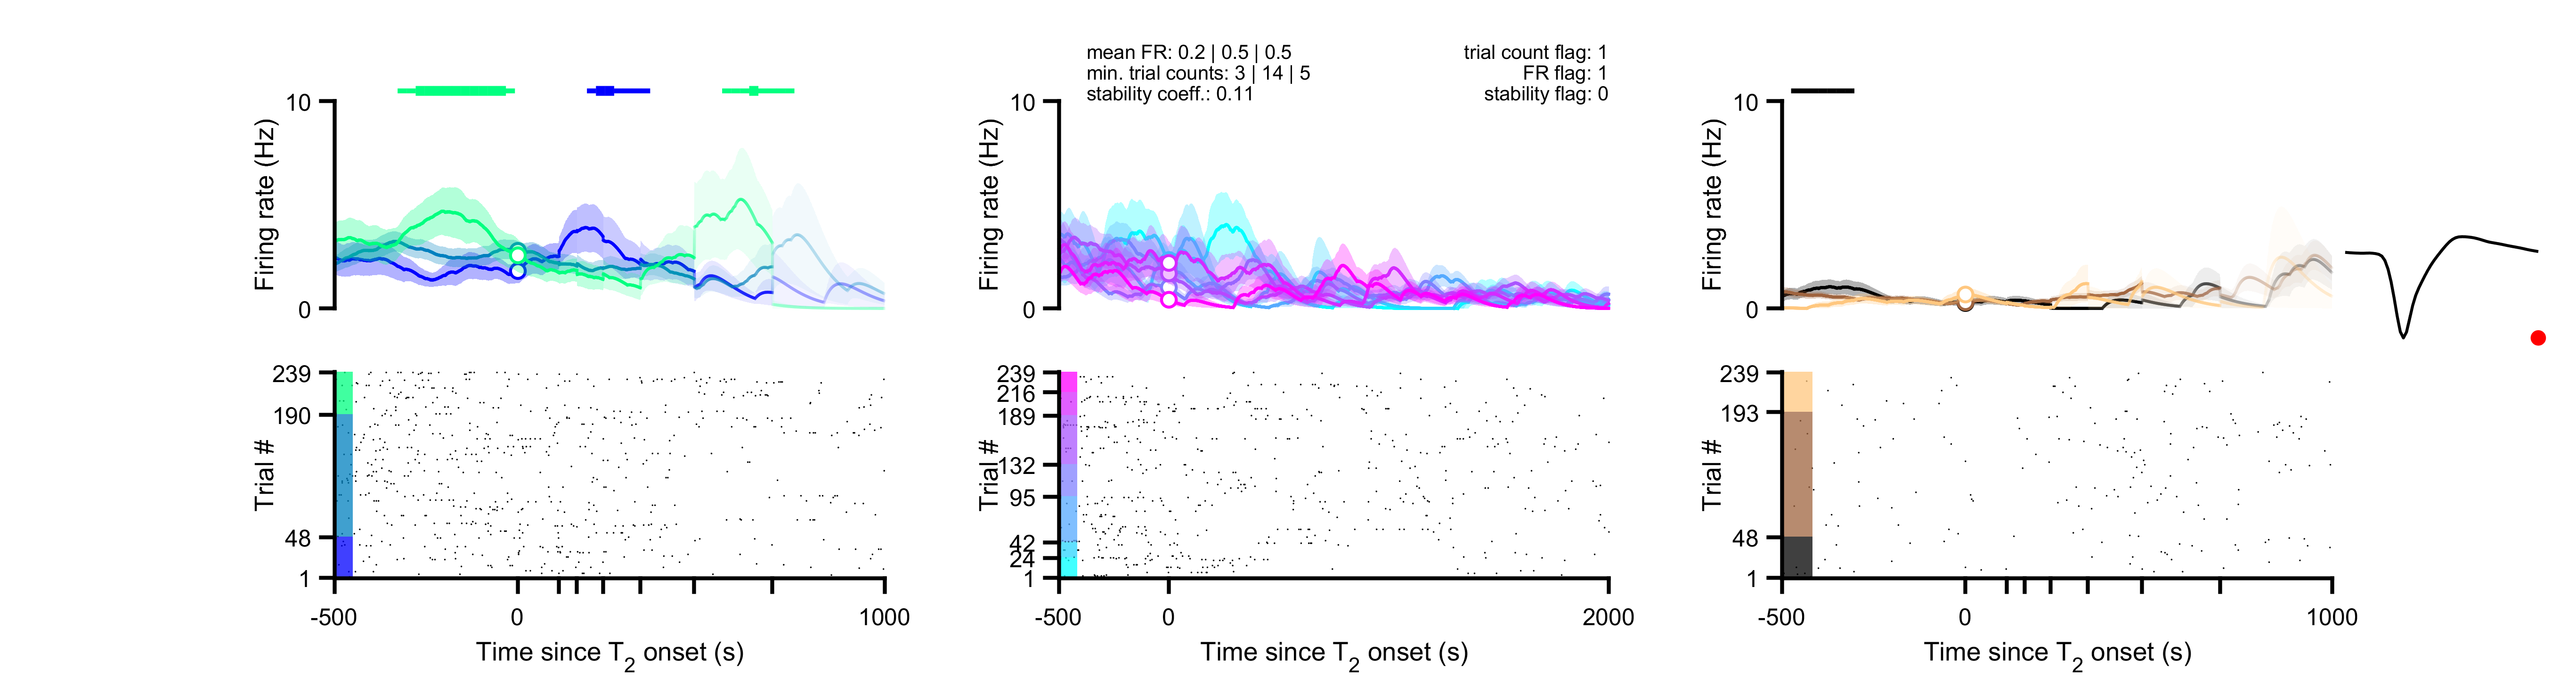 mean FR: 0.2 | 0.5 | 0.5
min. trial counts: 3 | 14 | 5
stability coeff.: 0.11
trial count flag: 1
FR flag: 1
stability flag: 0
10
Firing rate (Hz)
0
10
Firing rate (Hz)
0
10
Firing rate (Hz)
0
239
190
Trial #
48
1
-500
0
1000
Time since T2 onset (s)
239
216
189
Trial #
132
95
42
24
1
-500
0
2000
Time since T2 onset (s)
239
193
Trial #
48
1
-500
0
1000
Time since T2 onset (s)